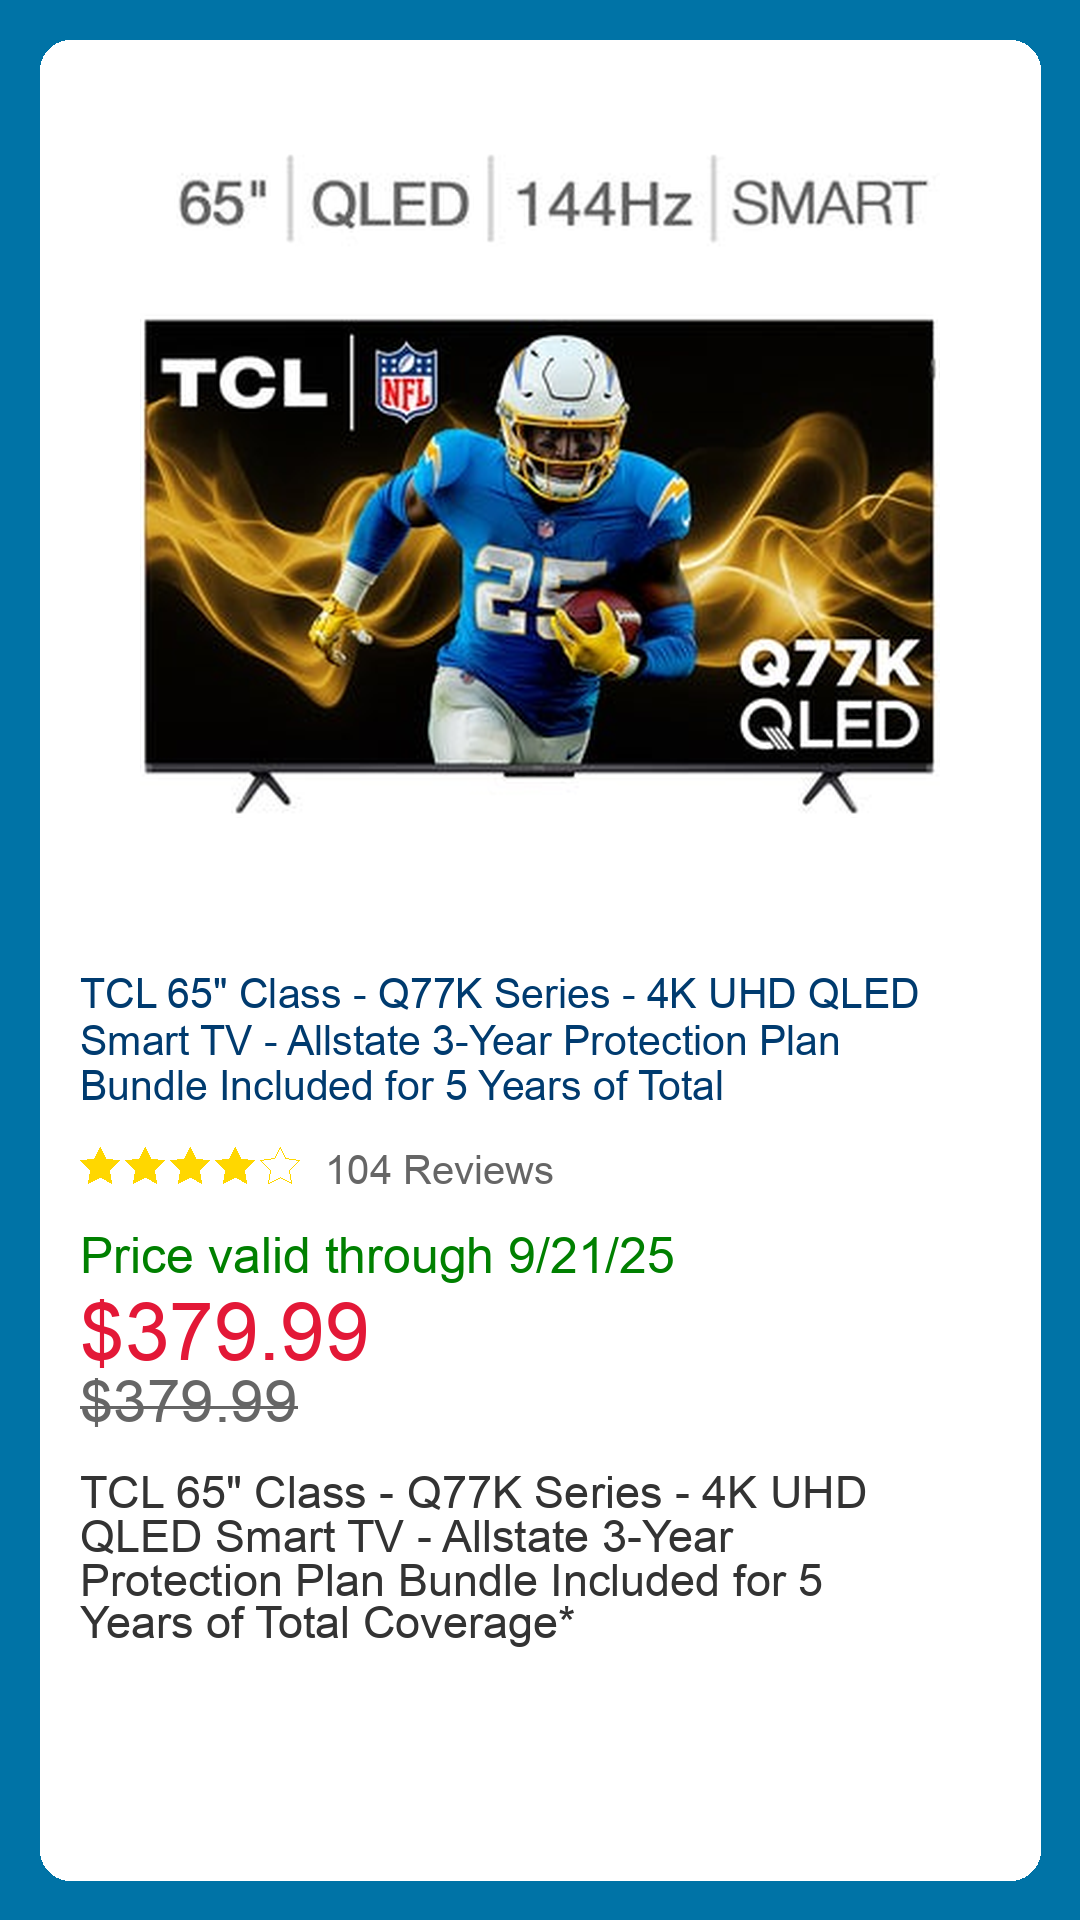 65" | QLED | 144Hz | SMART
TCL | NFL
25
Q77K
QLED
TCL 65" Class - Q77K Series - 4K UHD QLED
Smart TV - Allstate 3-Year Protection Plan
Bundle Included for 5 Years of Total
104 Reviews
Price valid through 9/21/25
$379.99
$379.99
TCL 65" Class - Q77K Series - 4K UHD
QLED Smart TV - Allstate 3-Year
Protection Plan Bundle Included for 5
Years of Total Coverage*